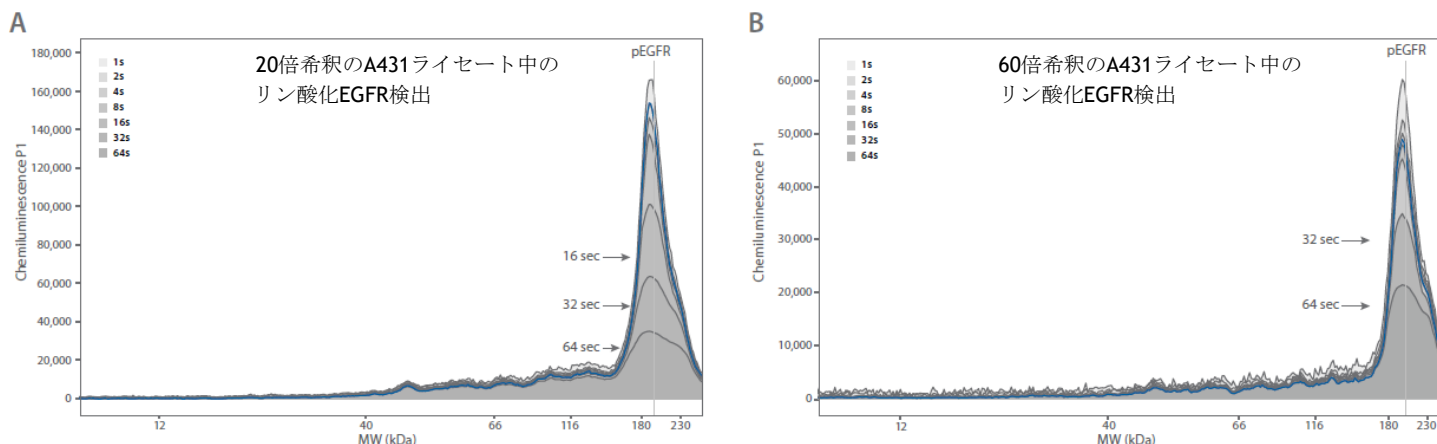 A
Chemiluminescence P1
180,000
160,000
140,000
120,000
100,000
80,000
60,000
40,000
20,000
0
1s
2s
4s
8s
16s
32s
64s
20倍希釈のA431ライセート中の
リン酸化EGFR検出
pEGFR
16 sec
32 sec
64 sec
12
40
66
116
180
230
MW (kDa)
B
Chemiluminescence P1
60,000
50,000
40,000
30,000
20,000
10,000
0
1s
2s
4s
8s
16s
32s
64s
60倍希釈のA431ライセート中の
リン酸化EGFR検出
pEGFR
32 sec
64 sec
12
40
66
116
180
230
MW (kDa)